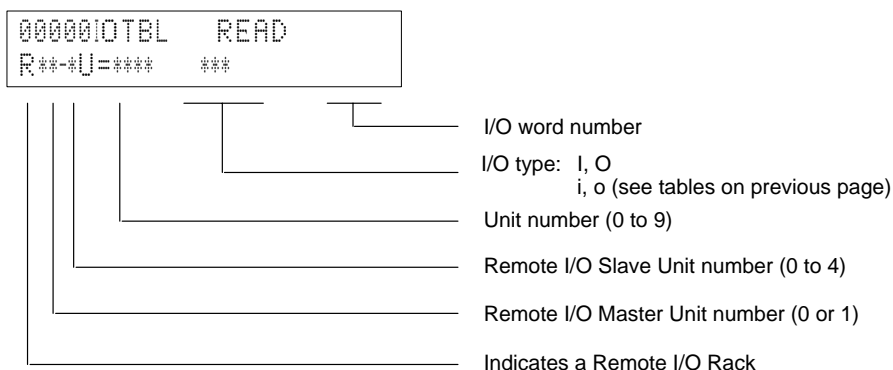 00000IOTBL READ
R**-*U=**** ***
I/O word number
I/O type: I, O
i, o (see tables on previous page)
Unit number (0 to 9)
Remote I/O Slave Unit number (0 to 4)
Remote I/O Master Unit number (0 or 1)
Indicates a Remote I/O Rack